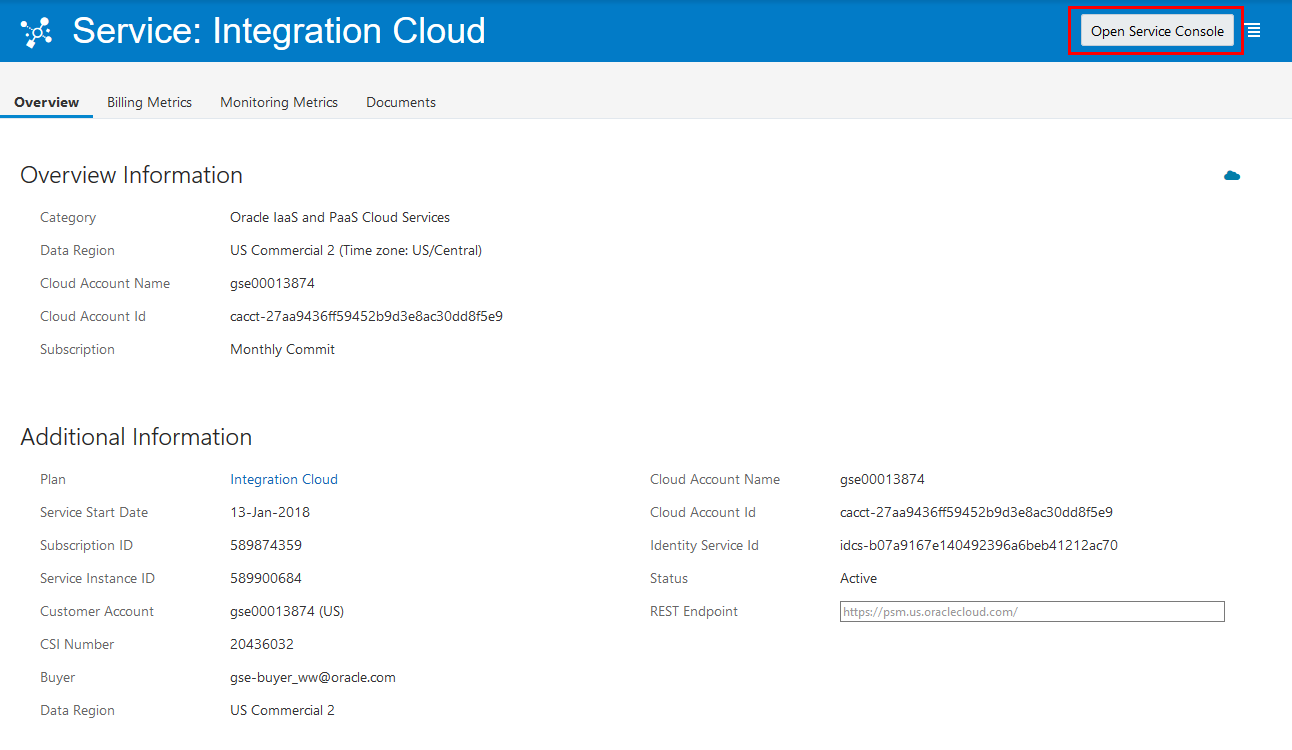 Service: Integration Cloud
Open Service Console
Overview Billing Metrics Monitoring Metrics Documents
Overview Information
Category Oracle IaaS and PaaS Cloud Services
Data Region US Commercial 2 (Time zone: US/Central)
Cloud Account Name gse00013874
Cloud Account Id cacct-27aa9436ff59452b9d3e8ac30dd8f5e9
Subscription Monthly Commit
Additional Information
Plan Integration Cloud Cloud Account Name gse00013874
Service Start Date 13-Jan-2018 Cloud Account Id cacct-27aa9436ff59452b9d3e8ac30dd8f5e9
Subscription ID 589874359 Identity Service Id idcs-b07a9167e140492396a6beb41212ac70
Service Instance ID 589900684 Status Active
Customer Account gse00013874 (US) REST Endpoint https://psm.us.oraclecloud.com/
CSI Number 20436032
Buyer gse-buyer_ww@oracle.com
Data Region US Commercial 2